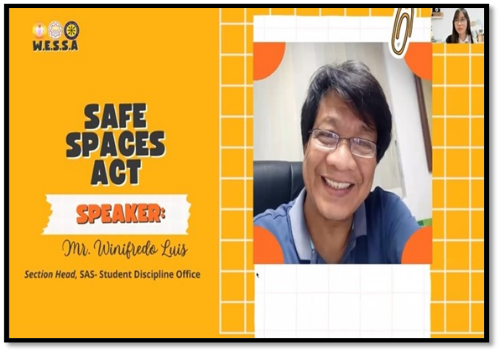 W.E.S.S.A
SAFE
SPACES
ACT
SPEAKER:
Mr. Winifredo Luis
Section Head, SAS- Student Discipline Office